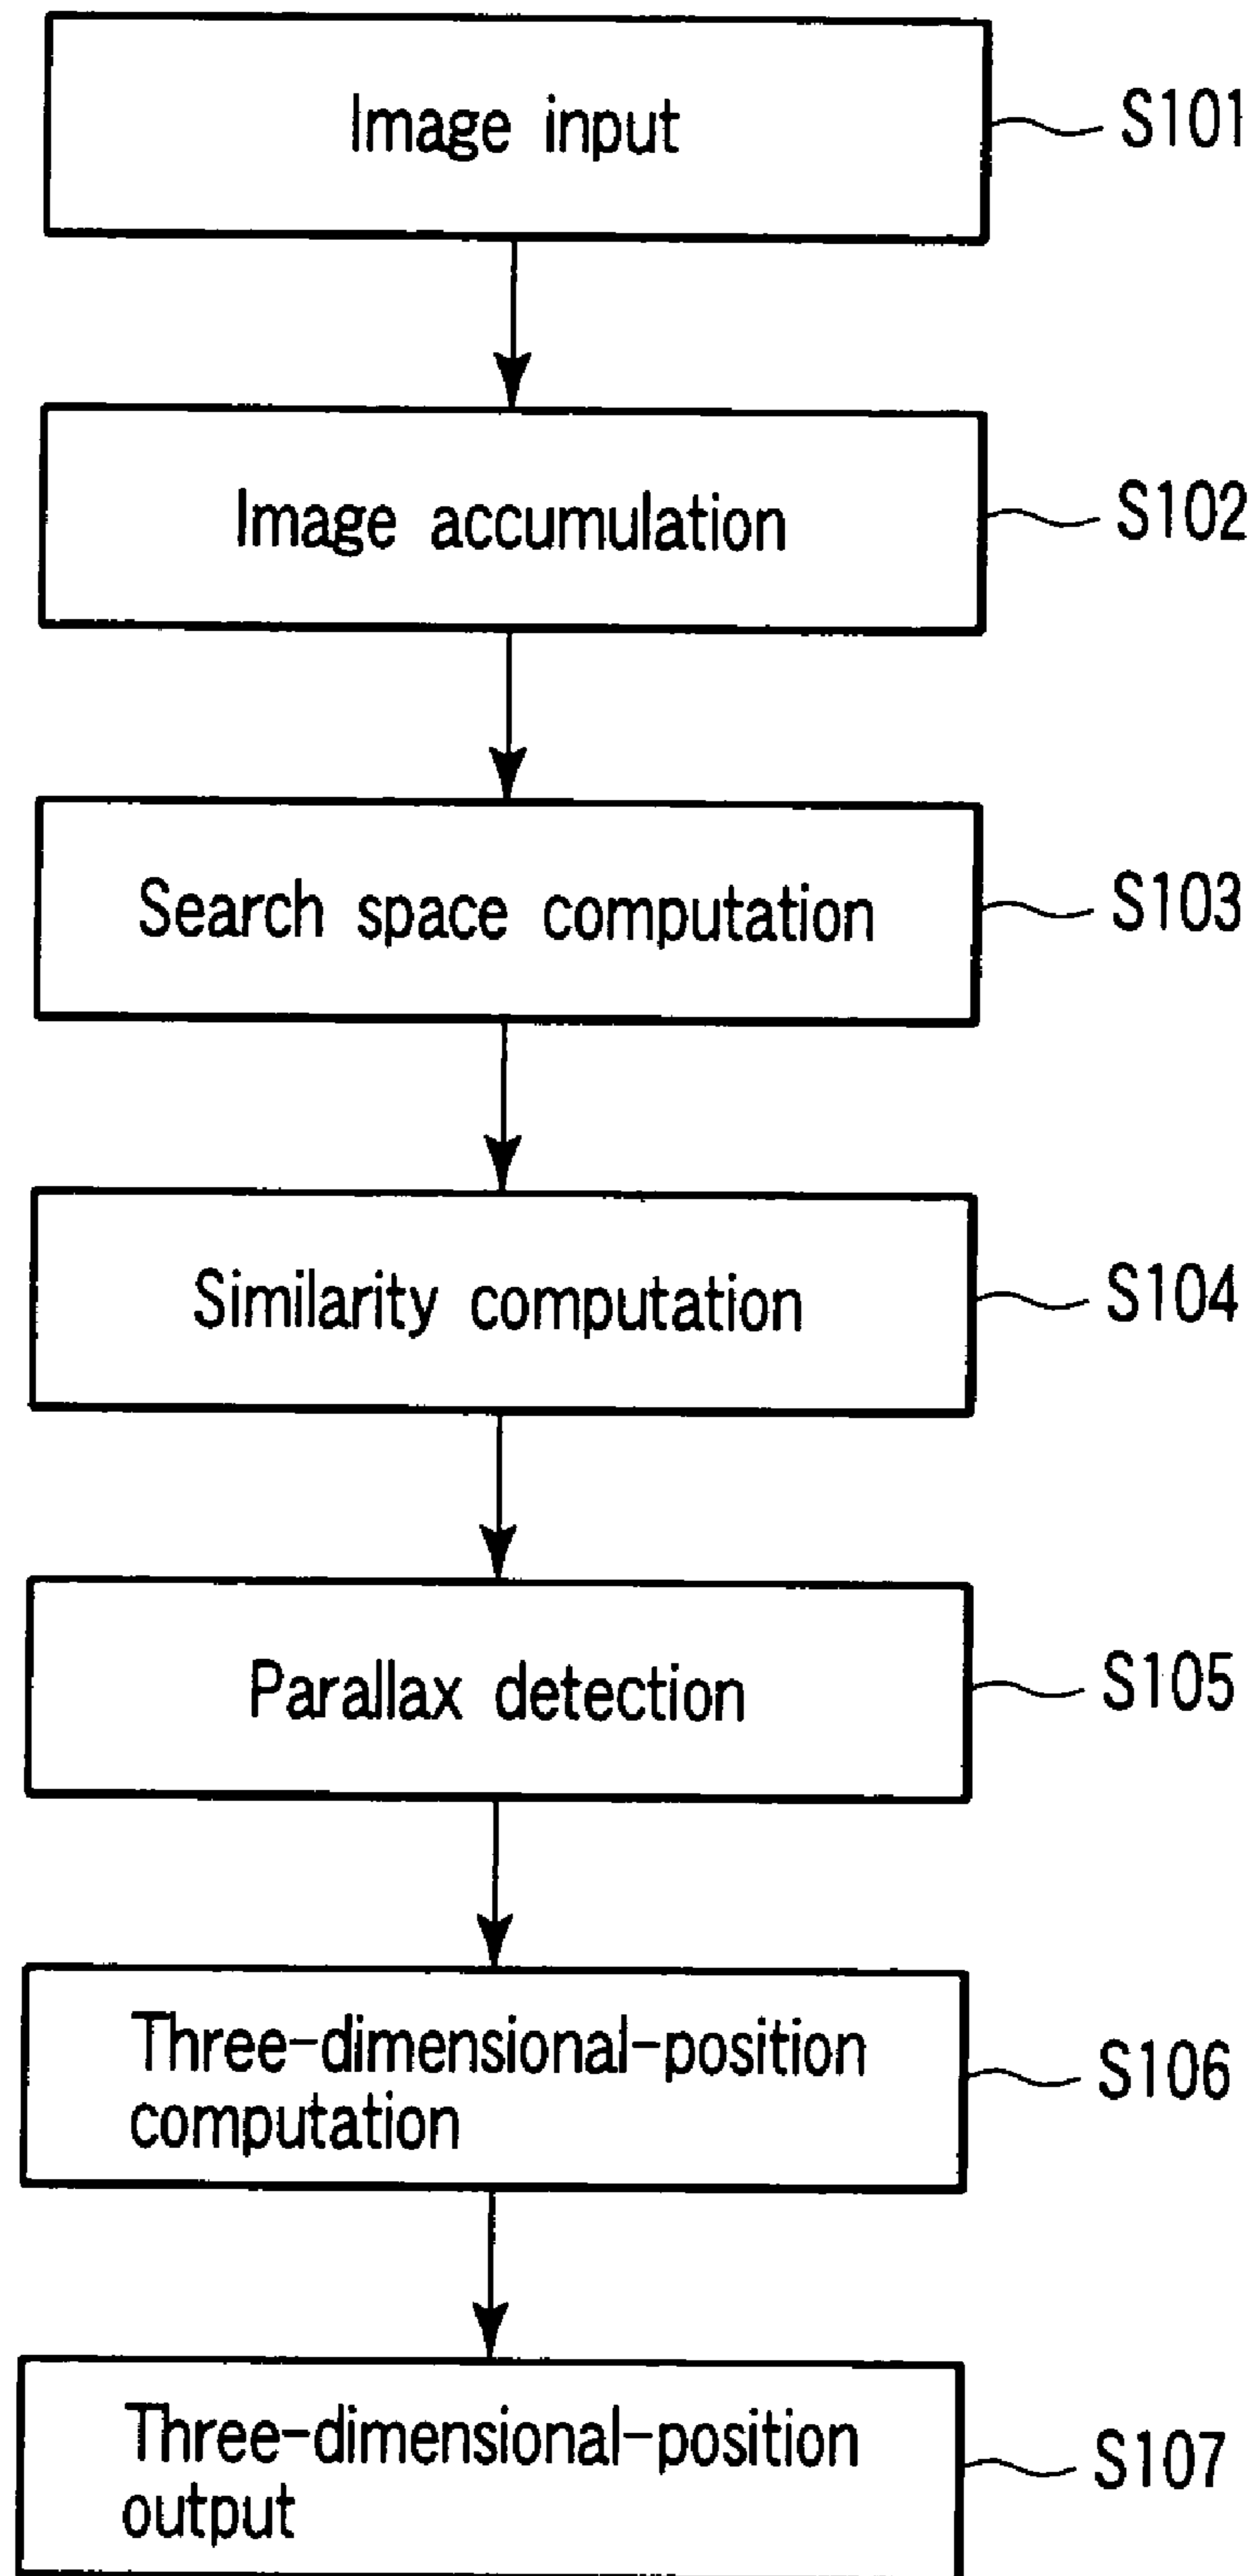 Image input
S101
Image accumulation
S102
Search space computation
S103
Similarity computation
S104
Parallax detection
S105
Three-dimensional-position
computation
S106
Three-dimensional-position
output
S107